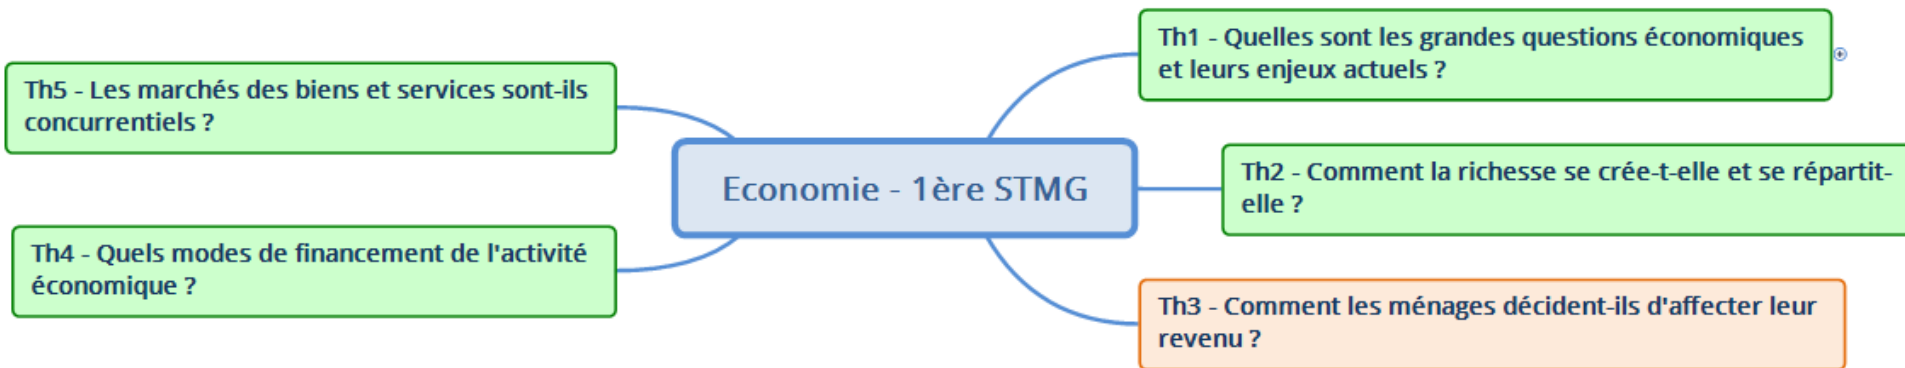 Economie - 1ère STMG
Th1 - Quelles sont les grandes questions économiques
et leurs enjeux actuels ?
Th2 - Comment la richesse se crée-t-elle et se répartit-
elle ?
Th3 - Comment les ménages décident-ils d'affecter leur
revenu ?
Th4 - Quels modes de financement de l'activité
économique ?
Th5 - Les marchés des biens et services sont-ils
concurrentiels ?